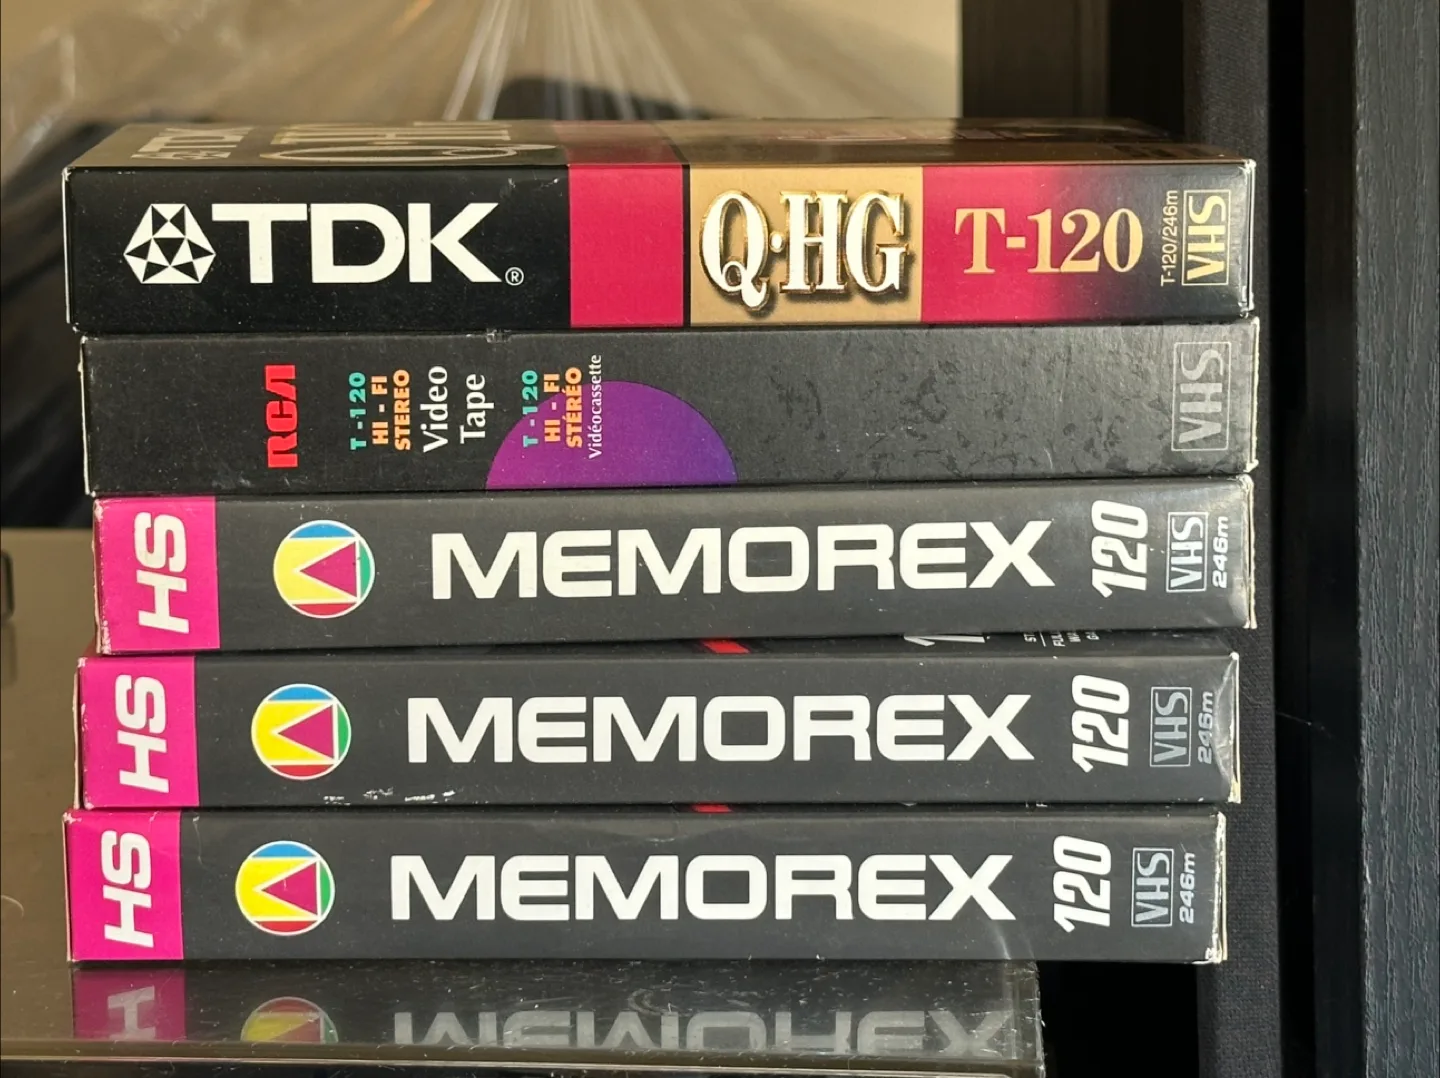 TDK
TDK®
Q·HG
T-120
T-120/246m
VHS
RCA
T-120
HI-FI
STEREO
Video
Tape
T-120
HI-FI
STÉRÉO
Vidéocassette
VHS
HS
M
MEMOREX
120
VHS
246m
HS
M
MEMOREX
120
VHS
246m
HS
M
MEMOREX
120
VHS
246m